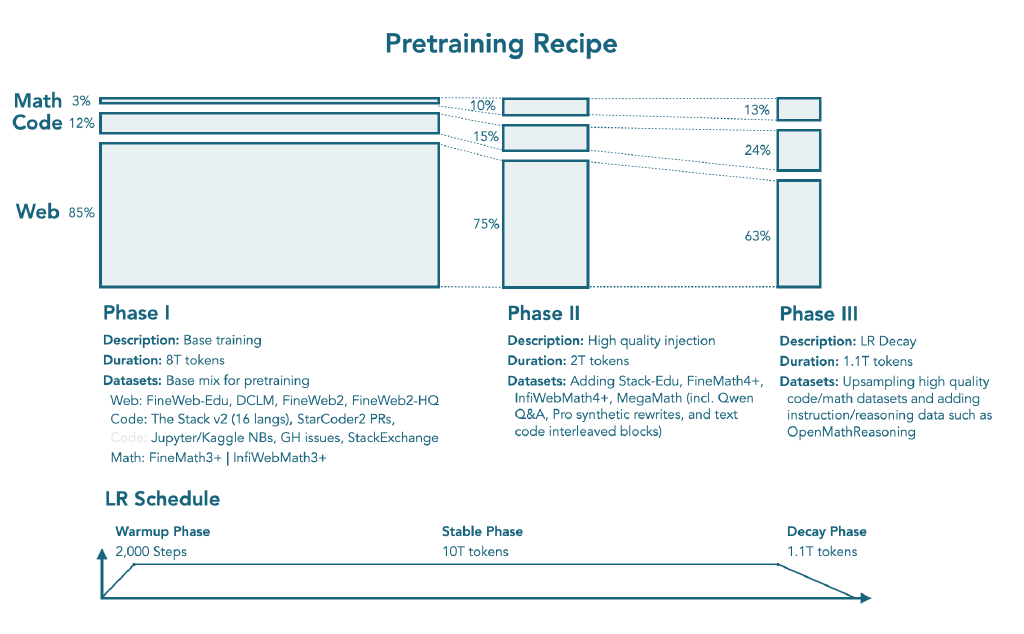 Pretraining Recipe
Math 3%
Code 12%
Web 85%
10%
15%
75%
13%
24%
63%
Phase I
Description: Base training
Duration: 8T tokens
Datasets: Base mix for pretraining
Web: FineWeb-Edu, DCLM, FineWeb2, FineWeb2-HQ
Code: The Stack v2 (16 langs), StarCoder2 PRs,
Code: Jupyter/Kaggle NBs, GH issues, StackExchange
Math: FineMath3+ | InfiWebMath3+
Phase II
Description: High quality injection
Duration: 2T tokens
Datasets: Adding Stack-Edu, FineMath4+,
InfiWebMath4+, MegaMath (incl. Qwen
Q&A, Pro synthetic rewrites, and text
code interleaved blocks)
Phase III
Description: LR Decay
Duration: 1.1T tokens
Datasets: Upsampling high quality
code/math datasets and adding
instruction/reasoning data such as
OpenMathReasoning
LR Schedule
Warmup Phase
2,000 Steps
Stable Phase
10T tokens
Decay Phase
1.1T tokens